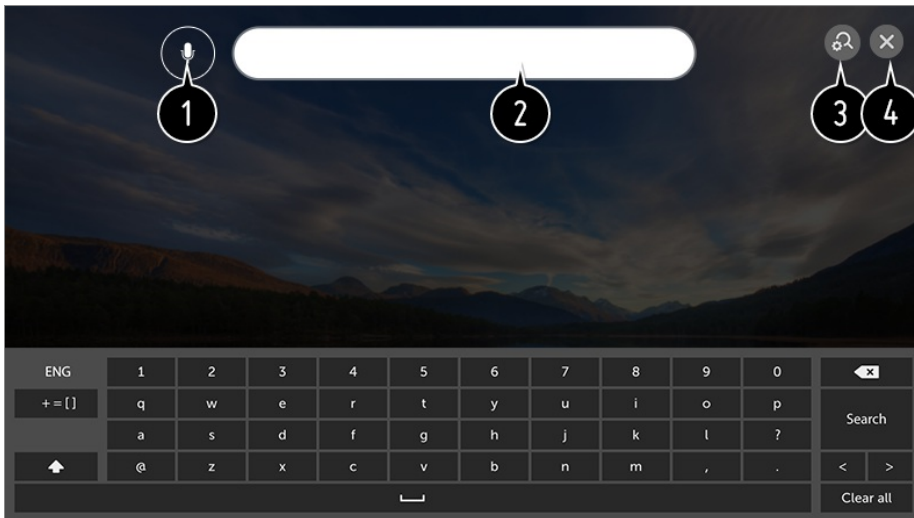 1 2 3 4
ENG 1 2 3 4 5 6 7 8 9 0
+=[] q w e r t y u i o p
Search
a s d f g h j k l ?
@ z x c v b n m , . < >
Clear all